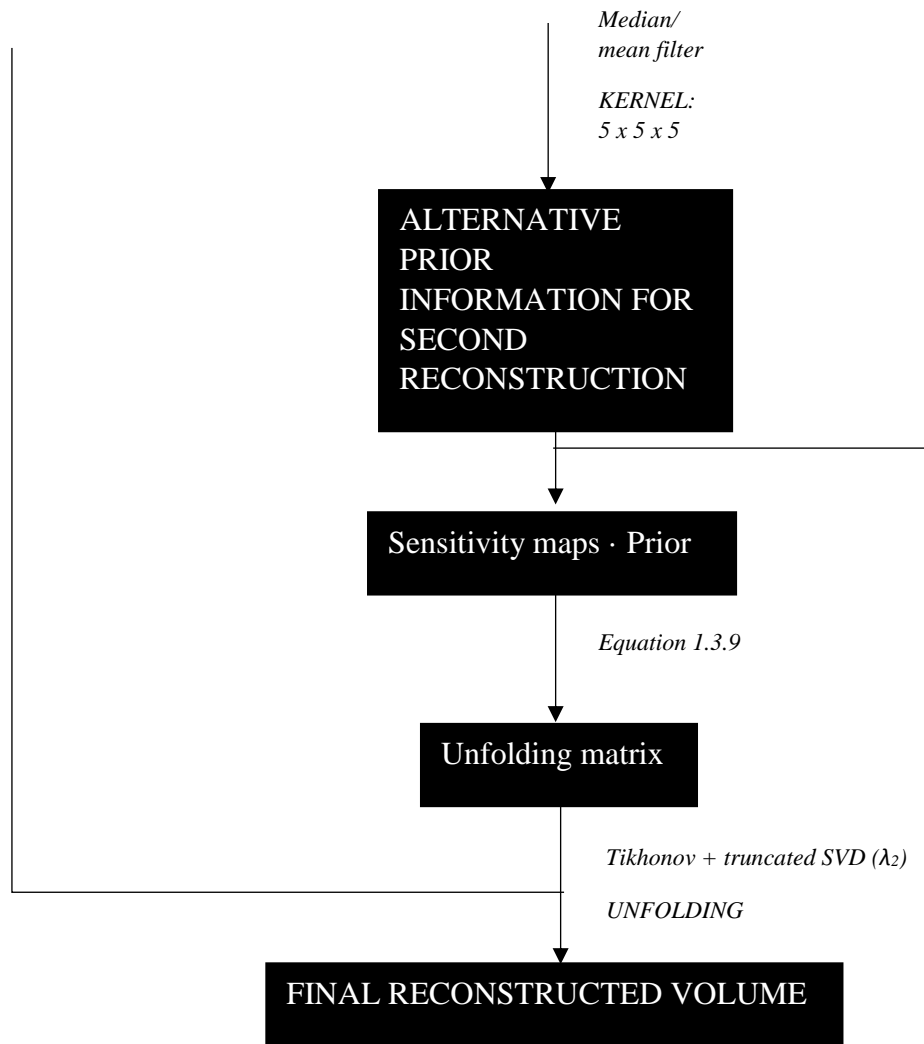 Median/
mean filter
KERNEL:
5 x 5 x 5
ALTERNATIVE
PRIOR
INFORMATION FOR
SECOND
RECONSTRUCTION
Sensitivity maps · Prior
Equation 1.3.9
Unfolding matrix
Tikhonov + truncated SVD (λ₂)
UNFOLDING
FINAL RECONSTRUCTED VOLUME